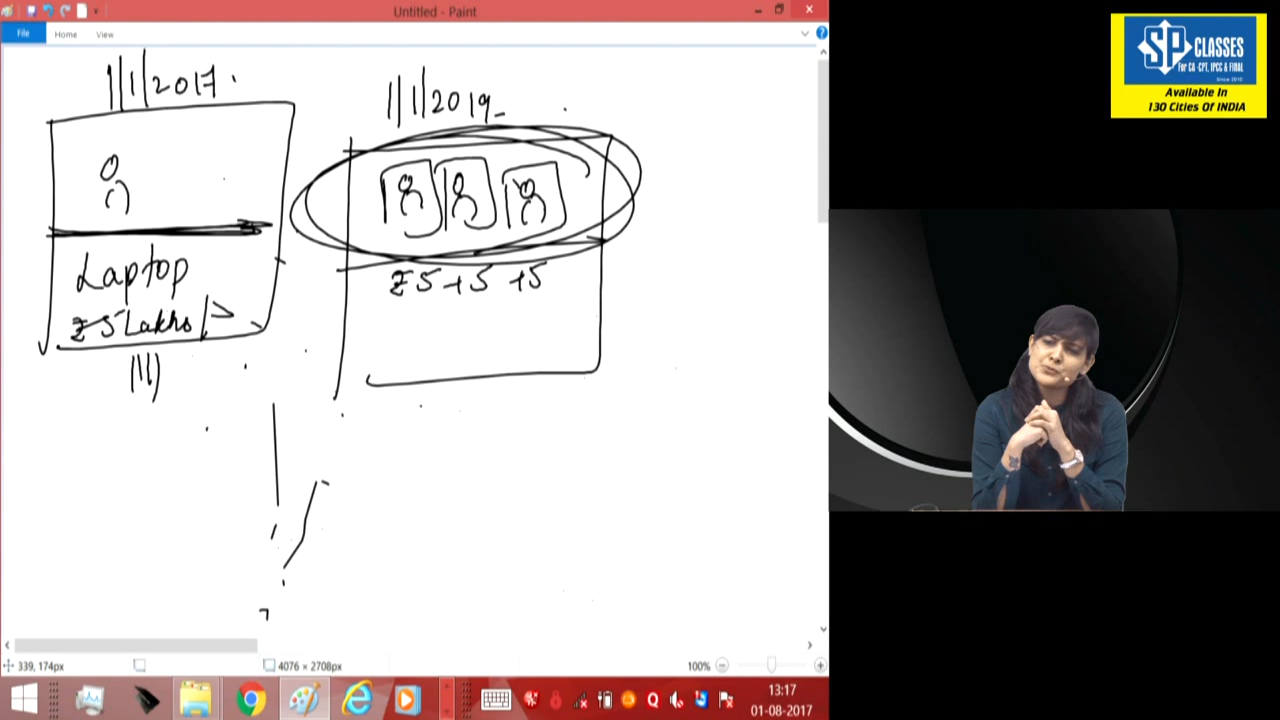 Untitled - Paint
File Home View
1/1/2017.
1/1/2019
Laptop
₹5 Lakhs/-
₹5+5+5
SP CLASSES
For CA -CPT, IPCC & FINAL
Since 2010
Available In
130 Cities Of INDIA
339, 174px
4076 × 2708px
100%
13:17
01-08-2017